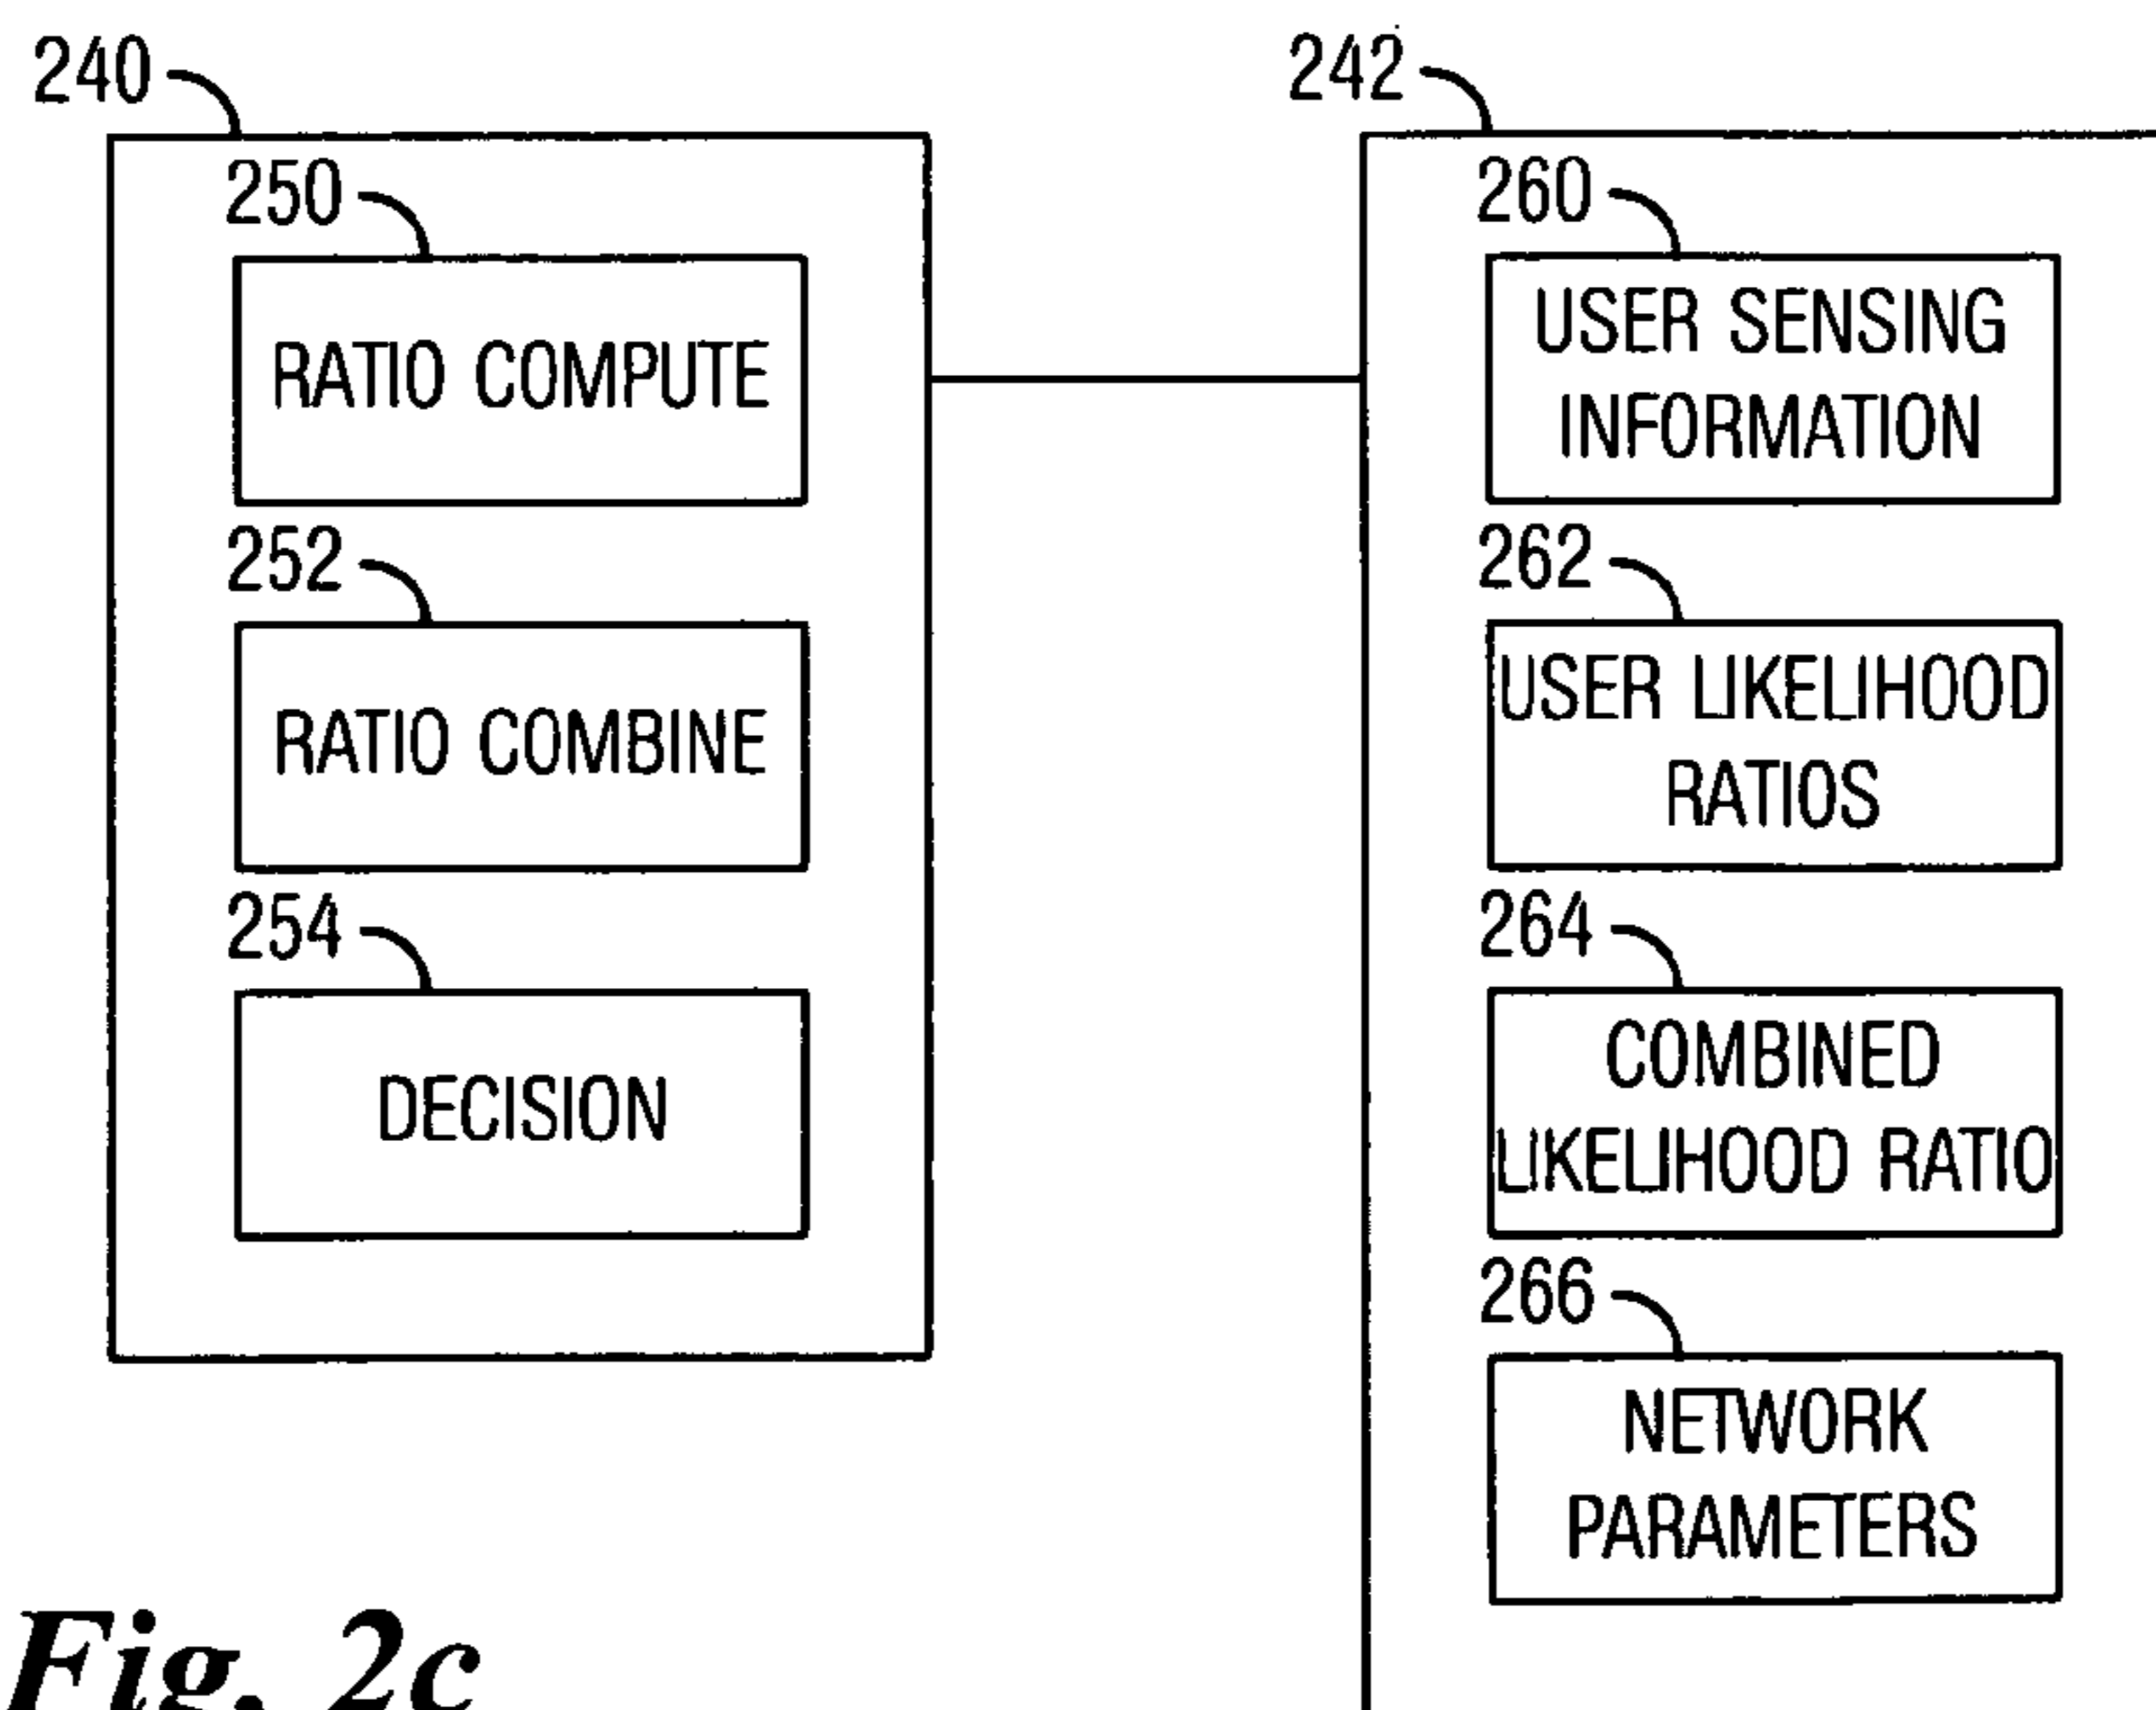 240
250
RATIO COMPUTE
252
RATIO COMBINE
254
DECISION
242
260
USER SENSING
INFORMATION
262
USER LIKELIHOOD
RATIOS
264
COMBINED
LIKELIHOOD RATIO
266
NETWORK
PARAMETERS
Fig. 2c